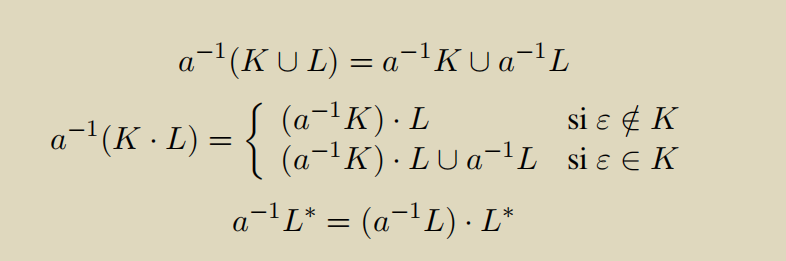 a⁻¹(K ∪ L) = a⁻¹K ∪ a⁻¹L
a⁻¹(K · L) = { (a⁻¹K) · L si ε ∉ K
(a⁻¹K) · L ∪ a⁻¹L si ε ∈ K
a⁻¹L* = (a⁻¹L) · L*